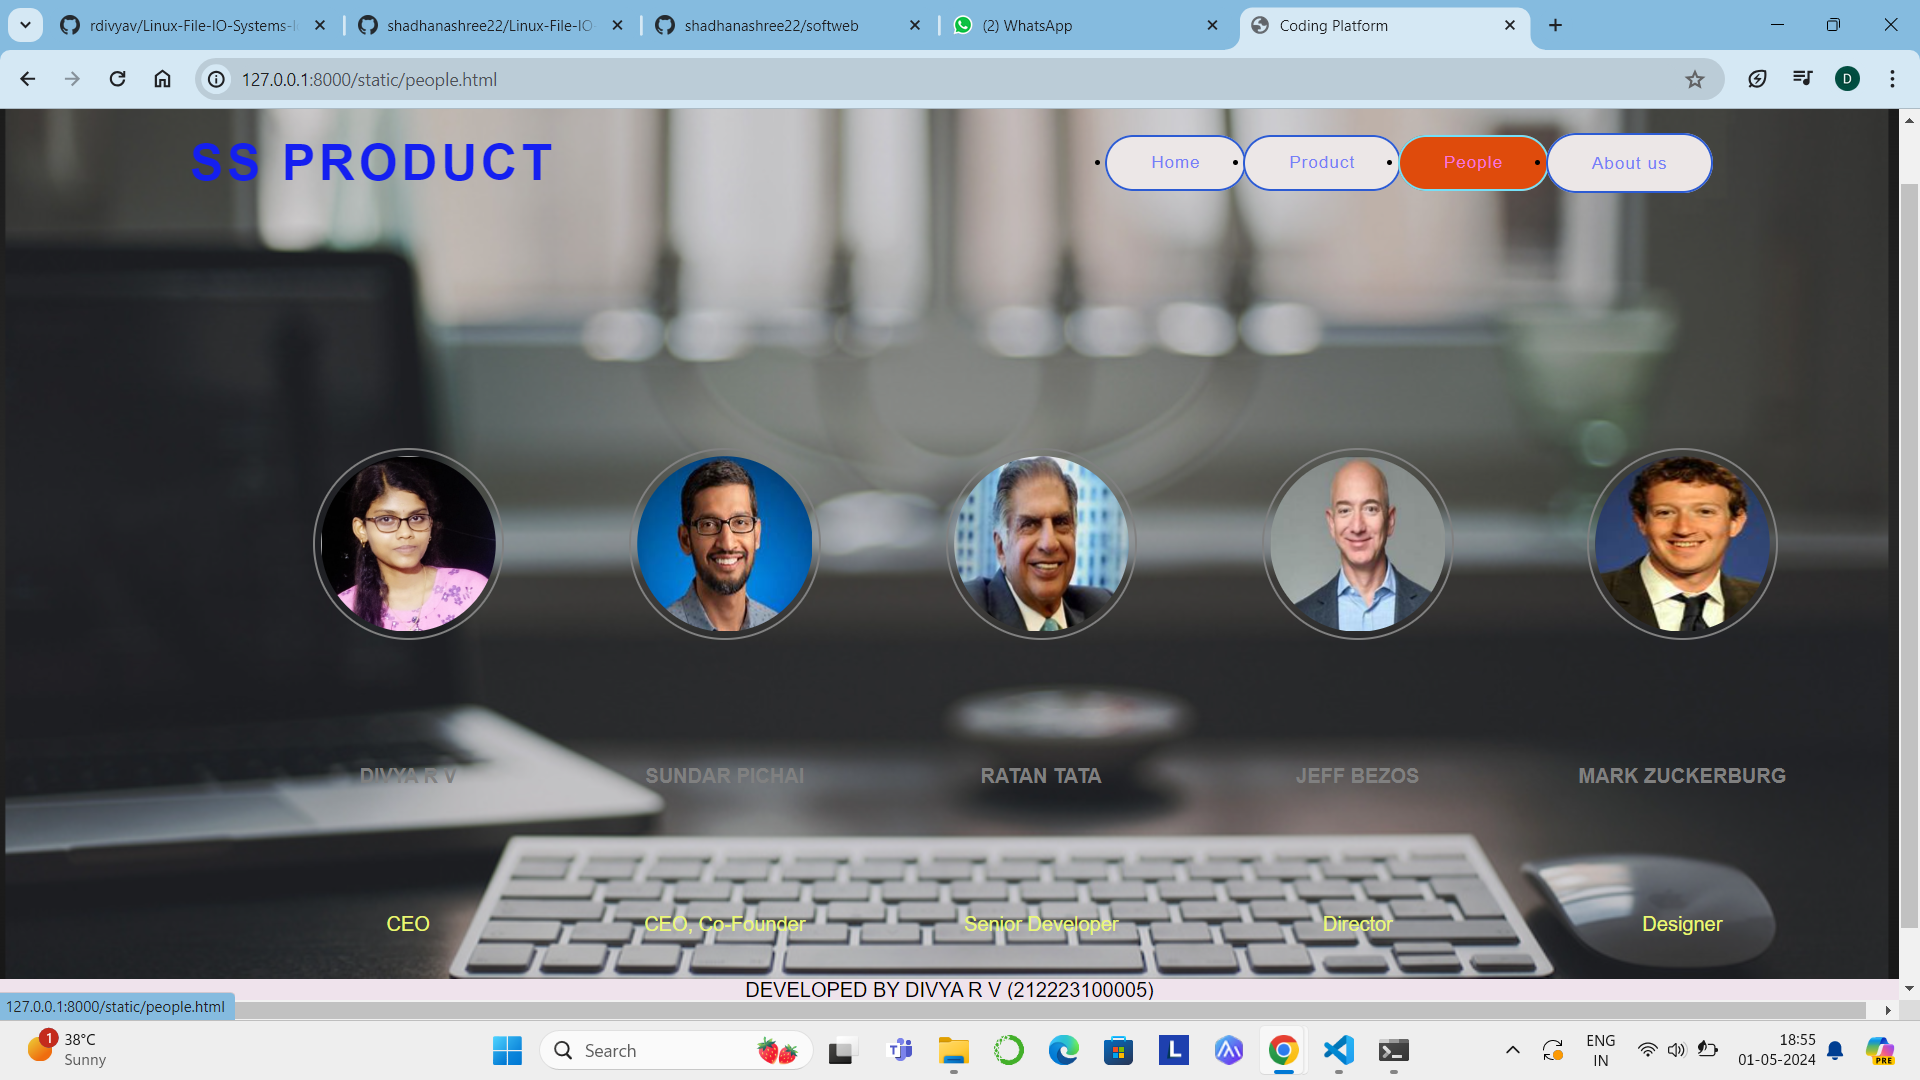 rdivyav/Linux-File-IO-Systems-
shadhanashree22/Linux-File-IO-
shadhanashree22/softweb
(2) WhatsApp
Coding Platform
127.0.0.1:8000/static/people.html
D
SS PRODUCT
Home
Product
People
About us
DIVYA R V
SUNDAR PICHAI
RATAN TATA
JEFF BEZOS
MARK ZUCKERBURG
CEO
CEO, Co-Founder
Senior Developer
Director
Designer
DEVELOPED BY DIVYA R V (212223100005)
127.0.0.1:8000/static/people.html
1
38°C
Sunny
Search
L
ENG
IN
18:55
01-05-2024
PRE